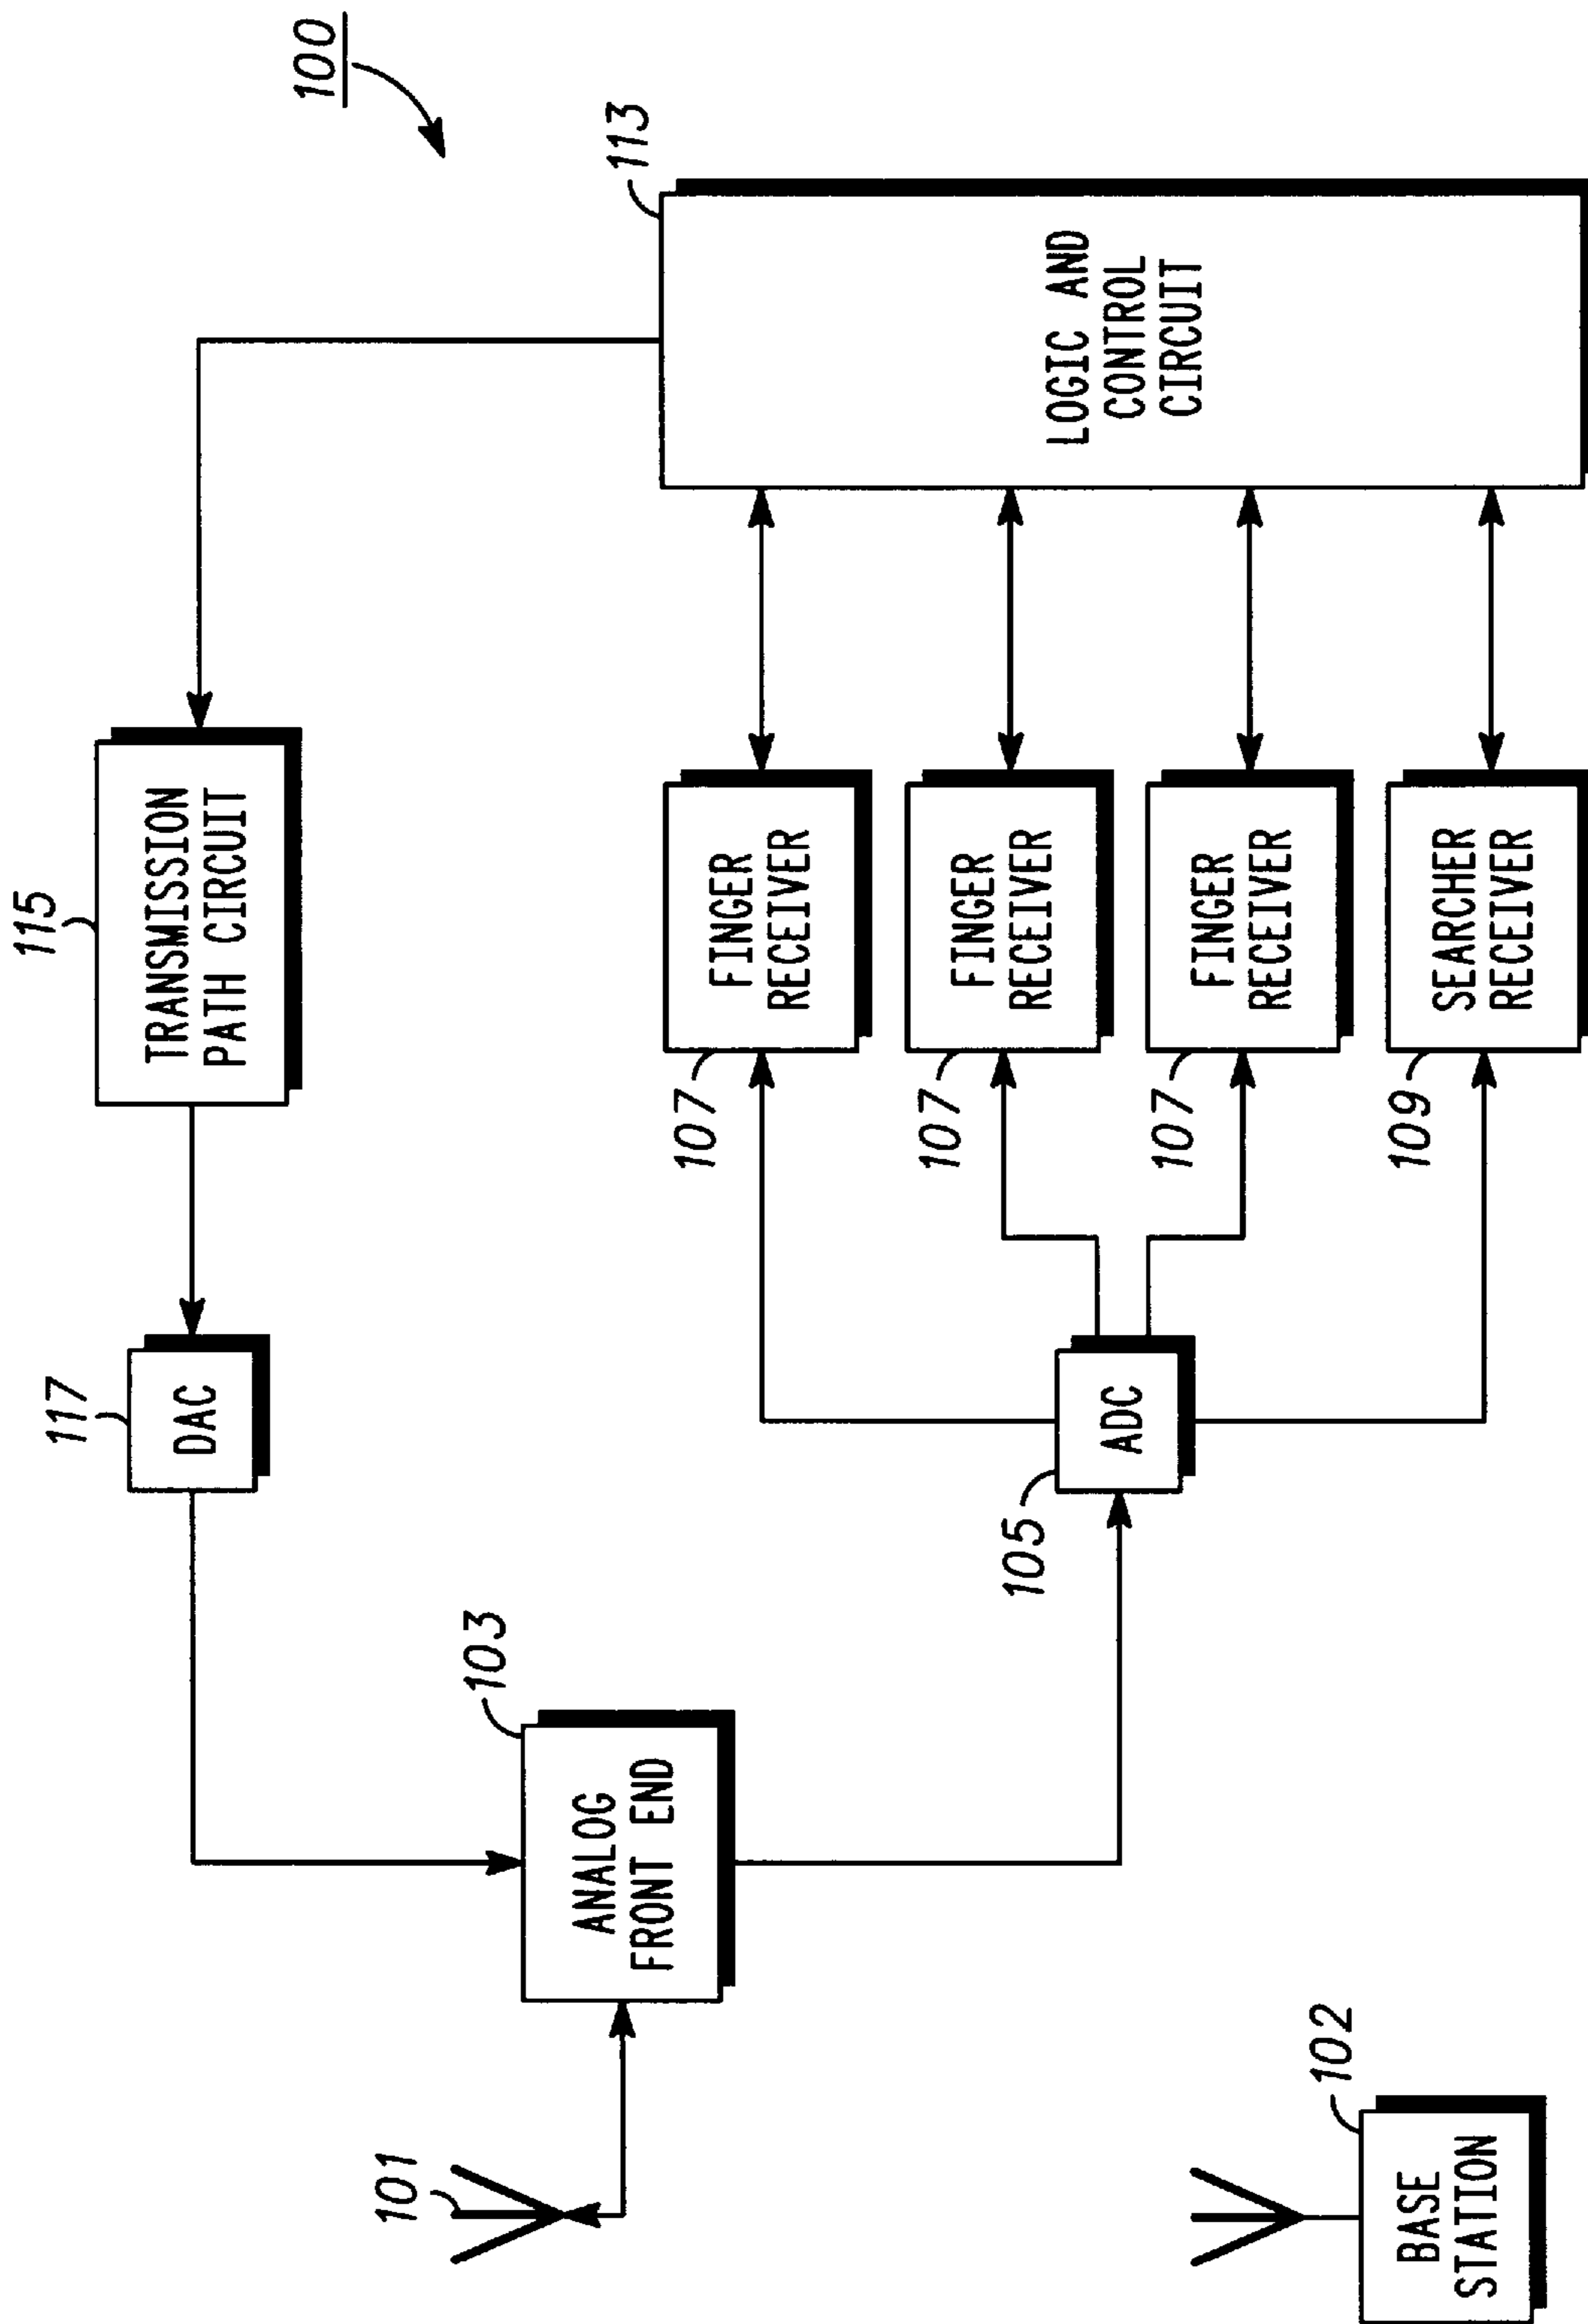 100
115
TRANSMISSION
PATH CIRCUIT
117
DAC
113
LOGIC AND
CONTROL
CIRCUIT
103
ANALOG
FRONT END
101
107
FINGER
RECEIVER
107
FINGER
RECEIVER
105
ADC
107
FINGER
RECEIVER
109
SEARCHER
RECEIVER
102
BASE
STATION